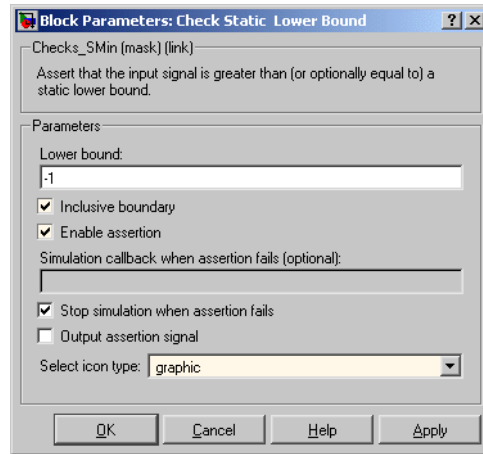 Block Parameters: Check Static Lower Bound
Checks_SMin (mask) (link)
Assert that the input signal is greater than (or optionally equal to) a
static lower bound.
Parameters
Lower bound:
-1
Inclusive boundary
Enable assertion
Simulation callback when assertion fails (optional):
Stop simulation when assertion fails
Output assertion signal
Select icon type: graphic
OK Cancel Help Apply